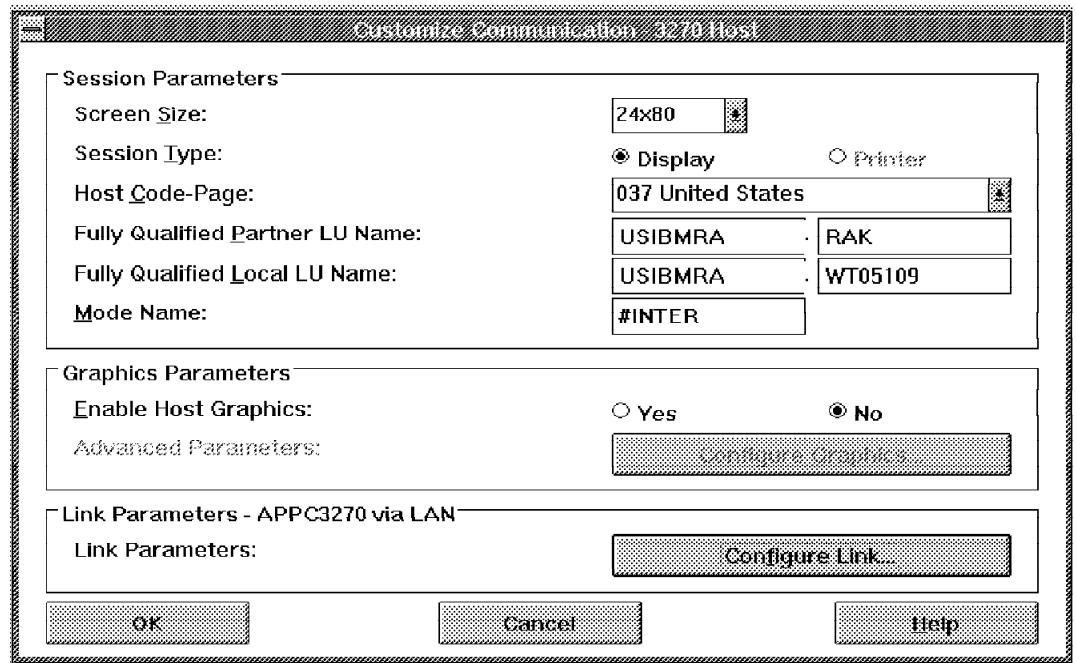 Customize Communication - 3270 Host
Session Parameters
Screen Size: 24x80
Session Type: Display Printer
Host Code-Page: 037 United States
Fully Qualified Partner LU Name: USIBMRA . RAK
Fully Qualified Local LU Name: USIBMRA . WT05109
Mode Name: #INTER
Graphics Parameters
Enable Host Graphics: Yes No
Advanced Parameters: Configure Graphics...
Link Parameters - APPC3270 via LAN
Link Parameters: Configure Link...
OK Cancel Help